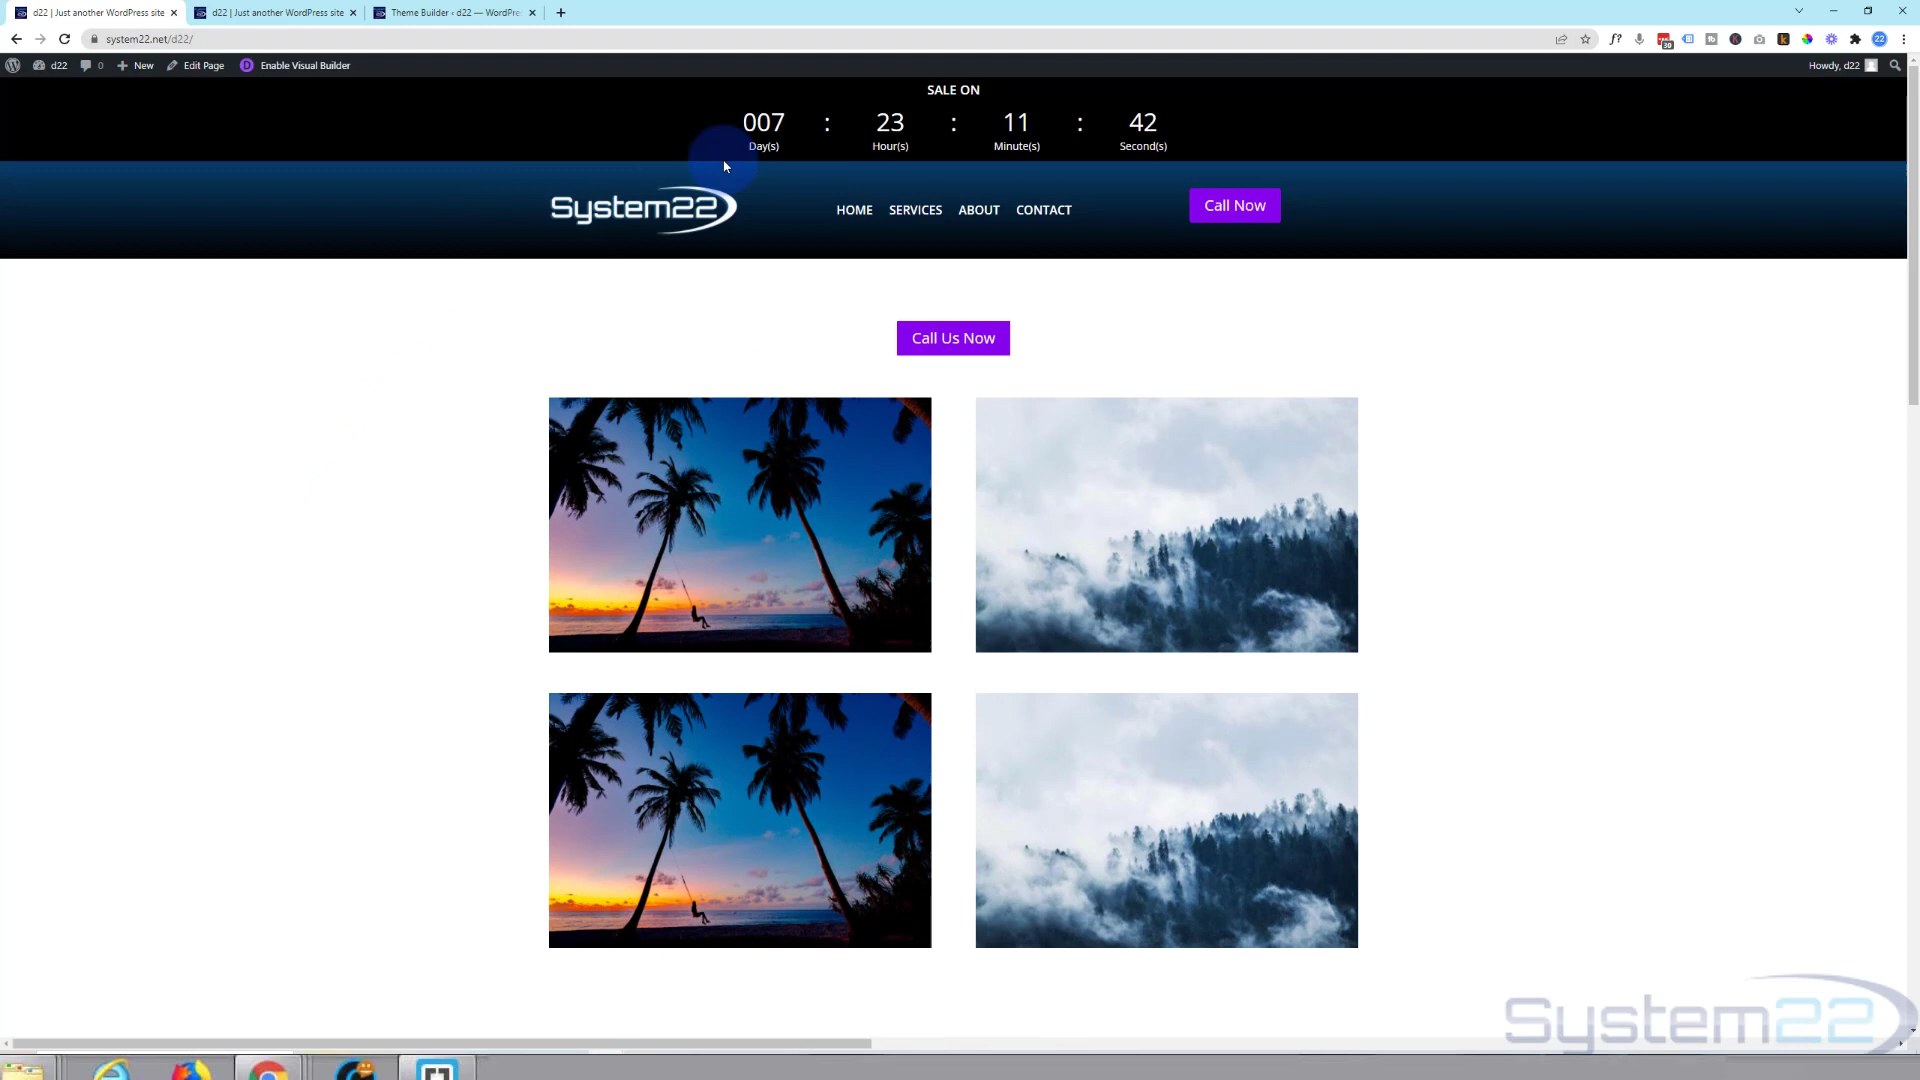 d22 | Just another WordPress site
d22 | Just another WordPress site
Theme Builder ‹ d22 — WordPre
system22.net/d22/
f?
30
22
d22
0
New
Edit Page
D
Enable Visual Builder
Howdy, d22
SALE ON
007 : 23 : 11 : 42
Day(s) Hour(s) Minute(s) Second(s)
System22
HOME SERVICES ABOUT CONTACT
Call Now
Call Us Now
System22